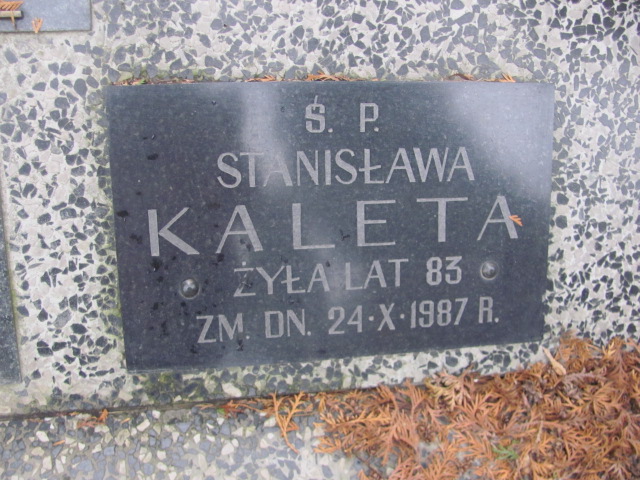 Ś. P.
STANISŁAWA
KALETA
ŻYŁA LAT 83
ZM. DN. 24·X·1987 R.